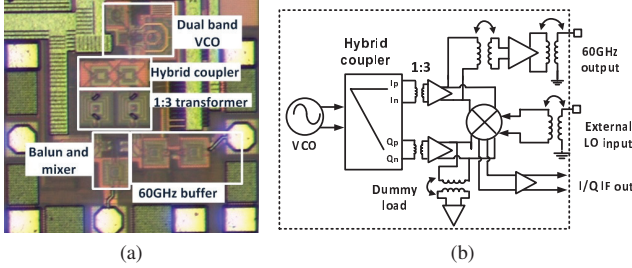 Dual band
VCO
Hybrid coupler
1:3 transformer
Balun and
mixer
60GHz buffer
(a)
Hybrid
coupler
1:3
Ip
In
Qp
Qn
VCO
Dummy
load
60GHz
output
External
LO input
I/Q IF out
(b)